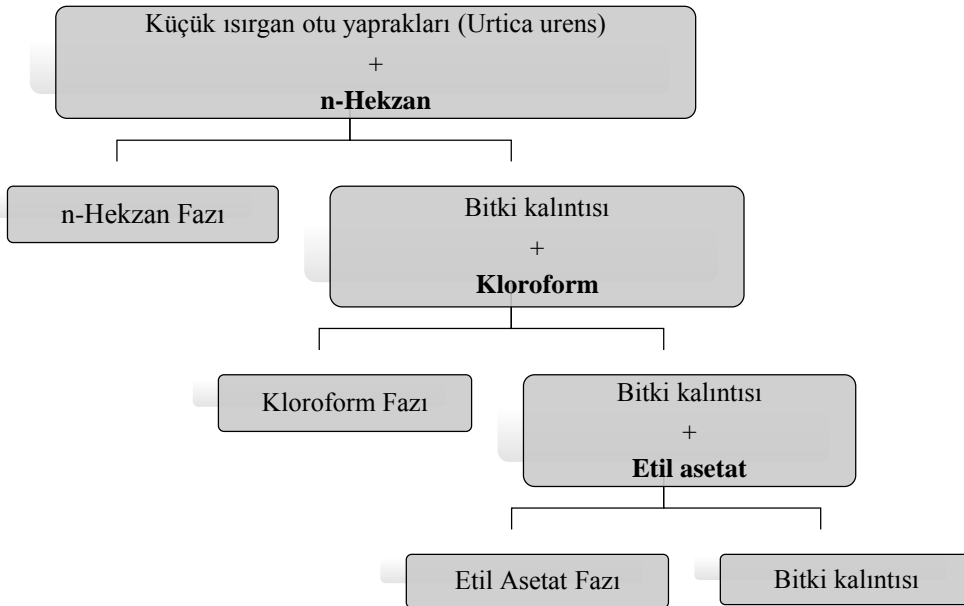 Küçük ısırgan otu yaprakları (Urtica urens)
+
n-Hekzan
n-Hekzan Fazı
Bitki kalıntısı
+
Kloroform
Kloroform Fazı
Bitki kalıntısı
+
Etil asetat
Etil Asetat Fazı
Bitki kalıntısı